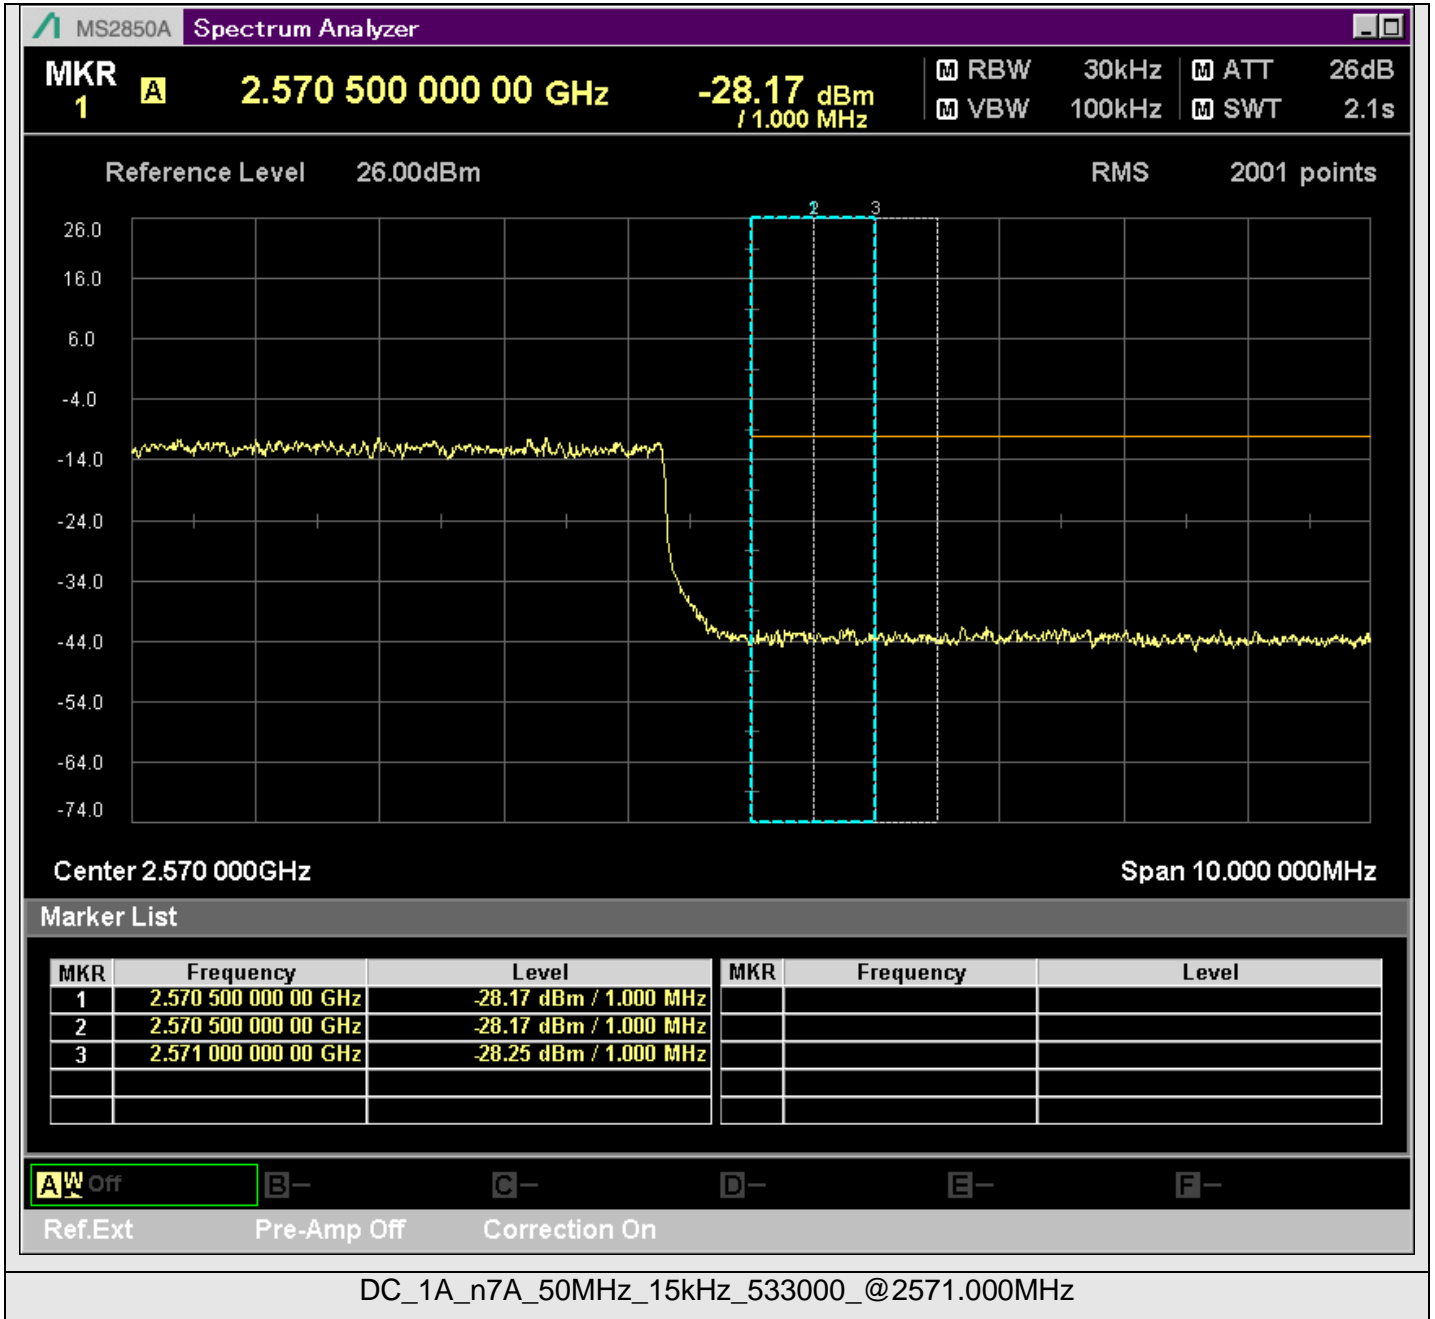 MS2850A Spectrum Analyzer
MKR 1 A 2.570 500 000 00 GHz -28.17 dBm / 1.000 MHz
M RBW 30kHz M ATT 26dB
M VBW 100kHz M SWT 2.1s
Reference Level 26.00dBm RMS 2001 points
2 3
26.0
16.0
6.0
-4.0
-14.0
-24.0
-34.0
-44.0
-54.0
-64.0
-74.0
Center 2.570 000GHz Span 10.000 000MHz
Marker List
MKR Frequency Level MKR Frequency Level
1 2.570 500 000 00 GHz -28.17 dBm / 1.000 MHz
2 2.570 500 000 00 GHz -28.17 dBm / 1.000 MHz
3 2.571 000 000 00 GHz -28.25 dBm / 1.000 MHz
A W Off B – C – D – E – F –
Ref.Ext Pre-Amp Off Correction On
DC_1A_n7A_50MHz_15kHz_533000_@2571.000MHz